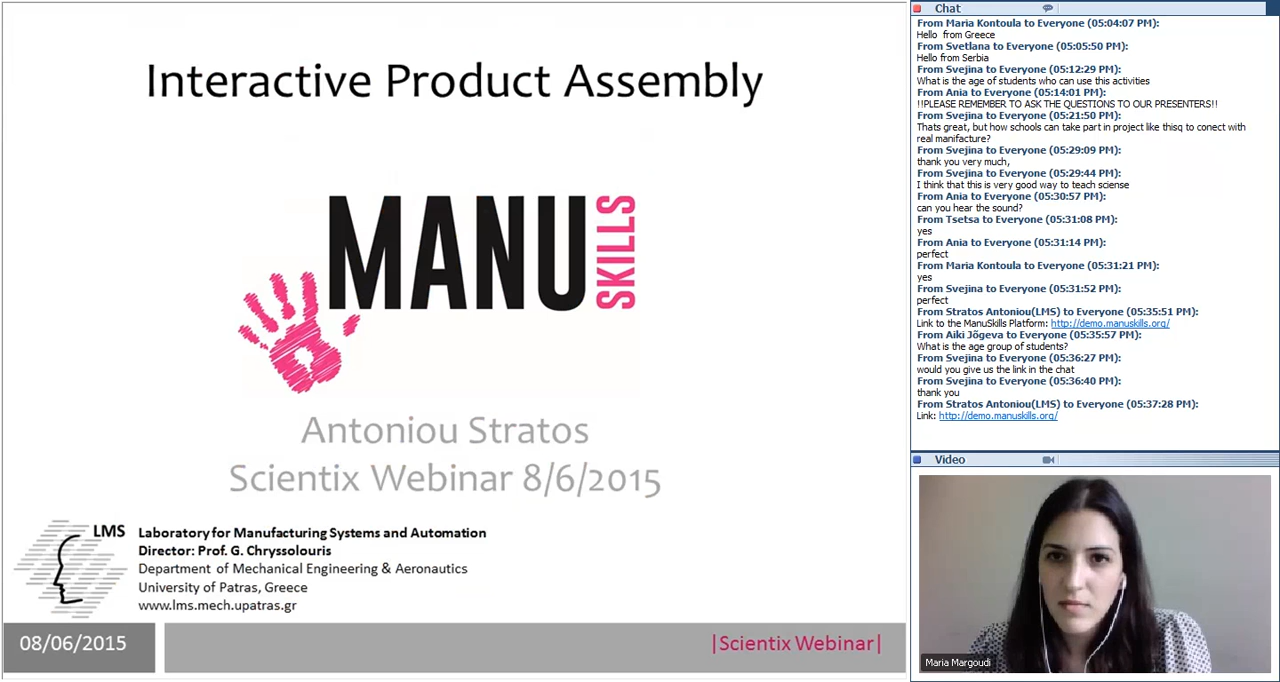 Interactive Product Assembly
MANU
SKILLS
Antoniou Stratos
Scientix Webinar 8/6/2015
LMS
Laboratory for Manufacturing Systems and Automation
Director: Prof. G. Chryssolouris
Department of Mechanical Engineering & Aeronautics
University of Patras, Greece
www.lms.mech.upatras.gr
08/06/2015
|Scientix Webinar|
Chat
From Maria Kontoula to Everyone (05:04:07 PM):
Hello from Greece
From Svetlana to Everyone (05:05:50 PM):
Hello from Serbia
From Svejina to Everyone (05:12:29 PM):
What is the age of students who can use this activities
From Ania to Everyone (05:14:01 PM):
!!PLEASE REMEMBER TO ASK THE QUESTIONS TO OUR PRESENTERS!!
From Svejina to Everyone (05:21:50 PM):
Thats great, but how schools can take part in project like thisq to conect with
real manifacture?
From Svejina to Everyone (05:29:09 PM):
thank you very much,
From Svejina to Everyone (05:29:44 PM):
I think that this is very good way to teach sciense
From Ania to Everyone (05:30:57 PM):
can you hear the sound?
From Tsetsa to Everyone (05:31:08 PM):
yes
From Ania to Everyone (05:31:14 PM):
perfect
From Maria Kontoula to Everyone (05:31:21 PM):
yes
From Svejina to Everyone (05:31:52 PM):
perfect
From Stratos Antoniou(LMS) to Everyone (05:35:51 PM):
Link to the ManuSkills Platform: http://demo.manuskills.org/
From Aiki Jõgeva to Everyone (05:35:57 PM):
What is the age group of students?
From Svejina to Everyone (05:36:27 PM):
would you give us the link in the chat
From Svejina to Everyone (05:36:40 PM):
thank you
From Stratos Antoniou(LMS) to Everyone (05:37:28 PM):
Link: http://demo.manuskills.org/
Video
Maria Margoudi